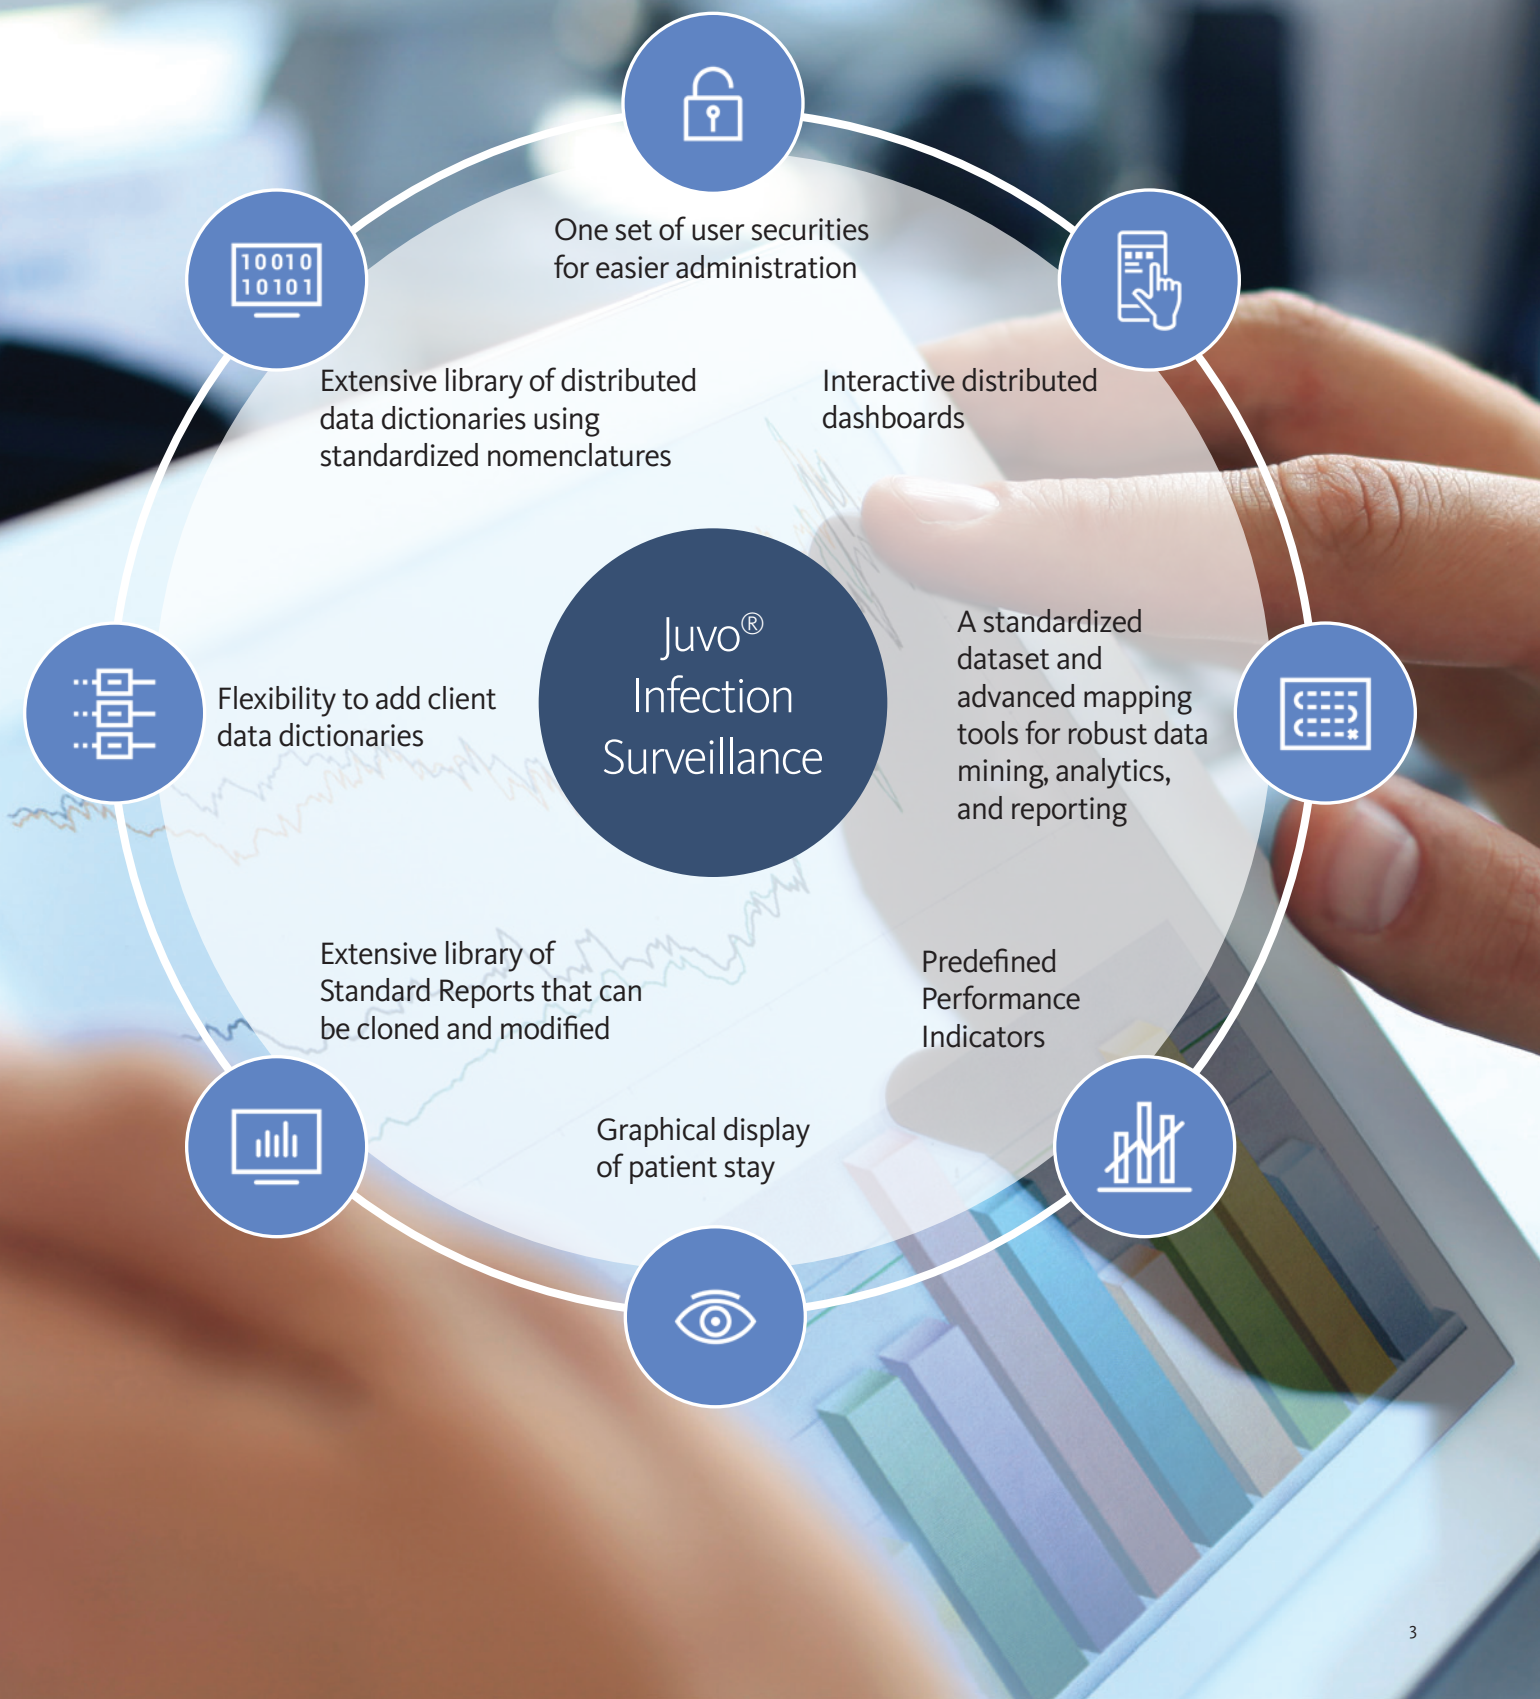 10010
10101
One set of user securities
for easier administration
Extensive library of distributed
data dictionaries using
standardized nomenclatures
Interactive distributed
dashboards
Juvo®
Infection
Surveillance
A standardized
dataset and
advanced mapping
tools for robust data
mining, analytics,
and reporting
Flexibility to add client
data dictionaries
Extensive library of
Standard Reports that can
be cloned and modified
Predefined
Performance
Indicators
Graphical display
of patient stay
3